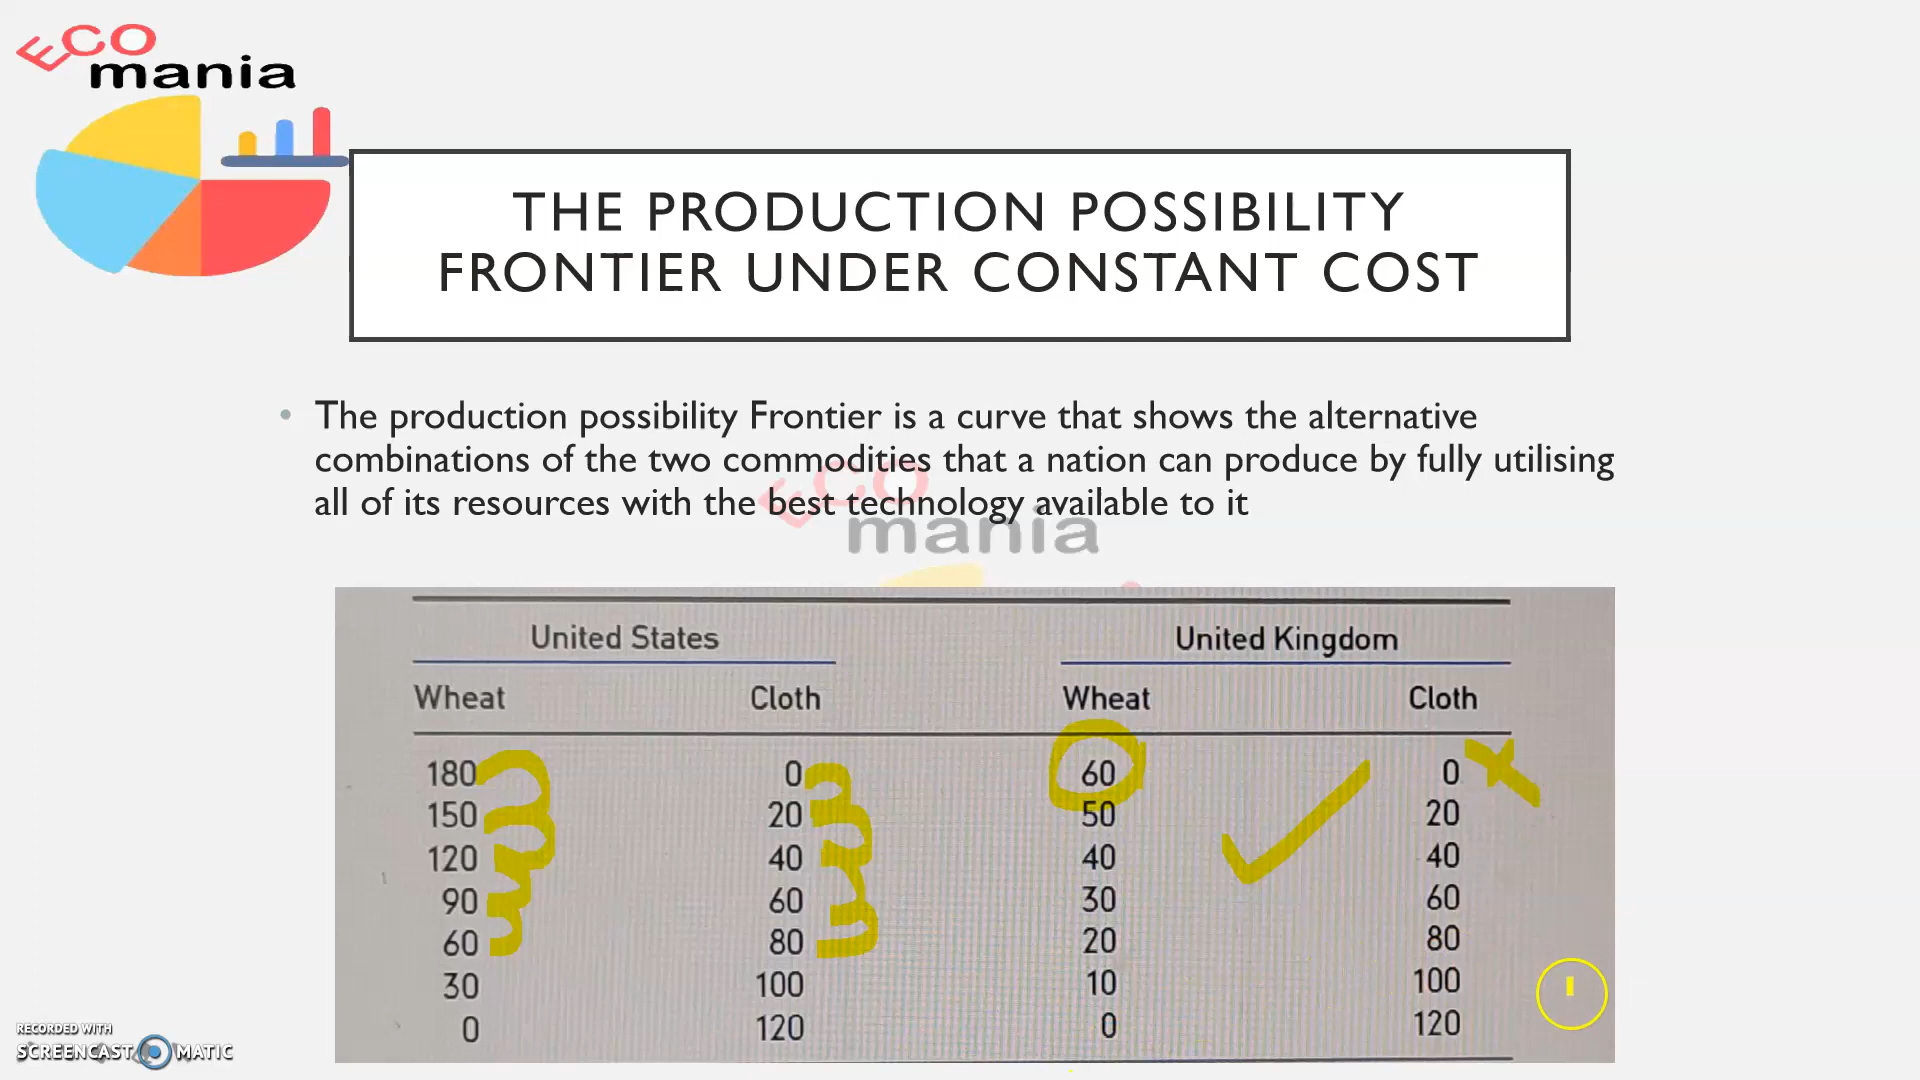 ECO
mania
THE PRODUCTION POSSIBILITY
FRONTIER UNDER CONSTANT COST
• The production possibility Frontier is a curve that shows the alternative
combinations of the two commodities that a nation can produce by fully utilising
all of its resources with the best technology available to it
ECO
mania
United States United Kingdom
Wheat Cloth Wheat Cloth
180 0 60 0
150 20 50 20
120 40 40 40
90 60 30 60
60 80 20 80
30 100 10 100
0 120 0 120
RECORDED WITH
SCREENCAST MATIC